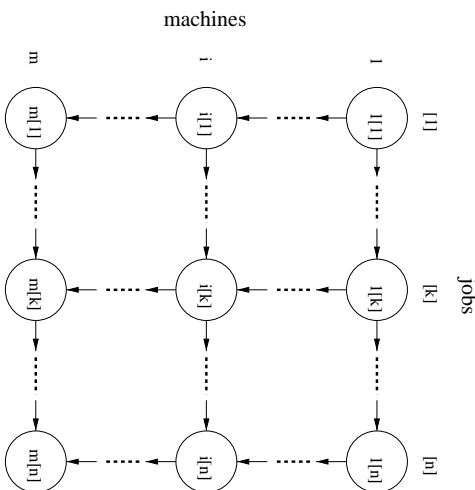 machines
m i 1
m[1] i[1] 1[1] [1]
m[k] i[k] 1[k] [k]
jobs
m[n] i[n] 1[n] [n]